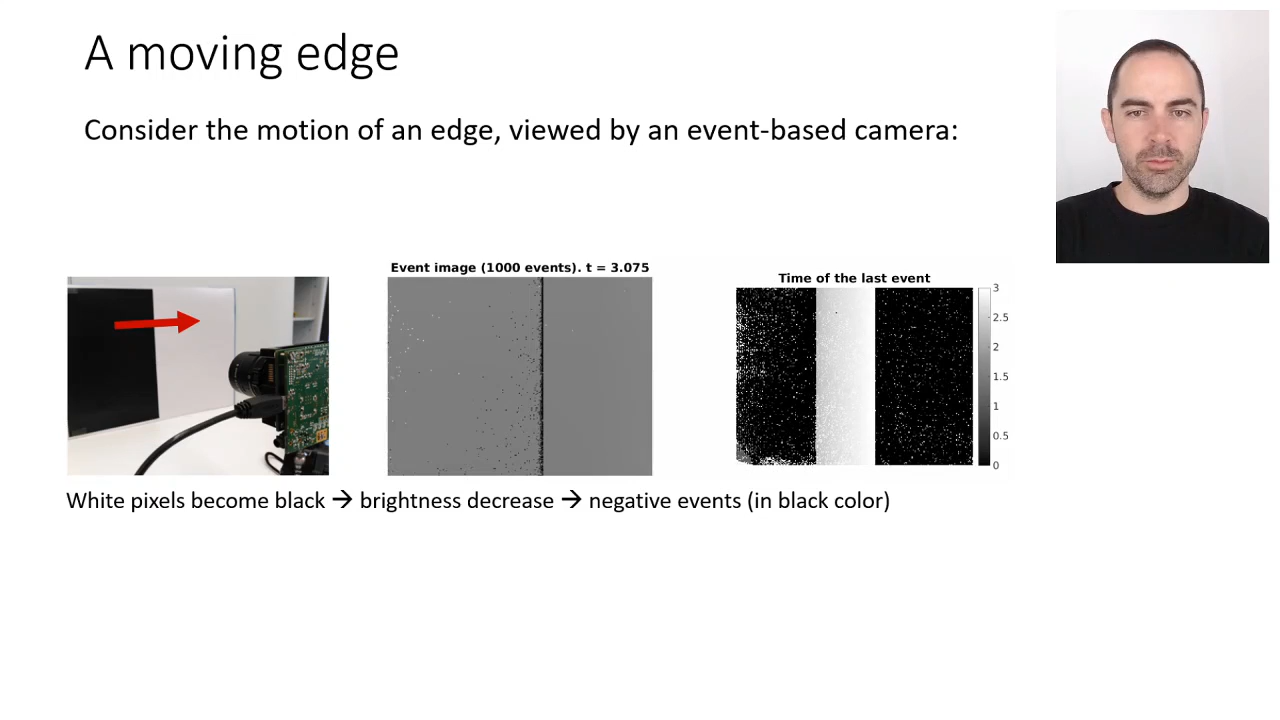 A moving edge
Consider the motion of an edge, viewed by an event-based camera:
Event image (1000 events). t = 3.075
Time of the last event
3
2.5
2
1.5
1
0.5
0
White pixels become black → brightness decrease → negative events (in black color)